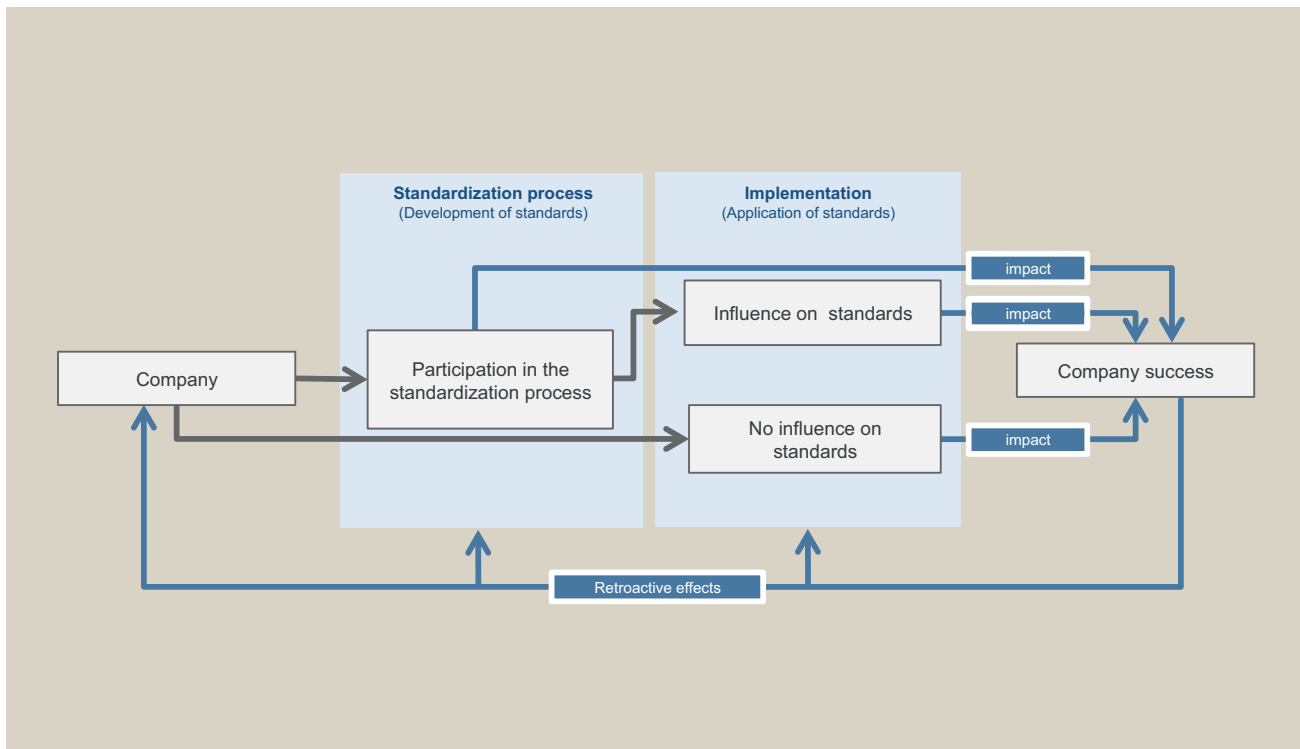 Standardization process
(Development of standards)
Implementation
(Application of standards)
impact
Influence on standards
impact
Company
Participation in the
standardization process
Company success
No influence on
standards
impact
Retroactive effects